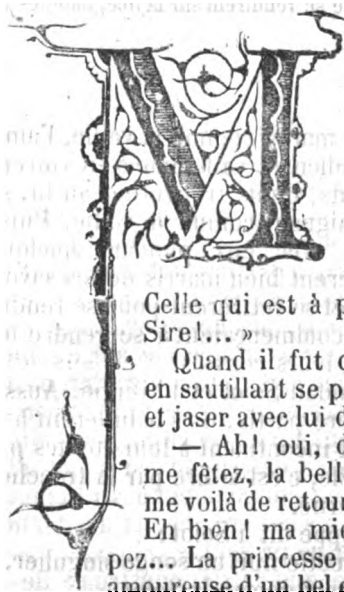 M
Celle qui est à p
Sire!...»
Quand il fut d
en sautillant se p
et jaser avec lui d
— Ah! oui, d
me fêtez, la bell
me voilà de retour
Eh bien! ma mie
pez... La princesse
amoureuse d'un bel